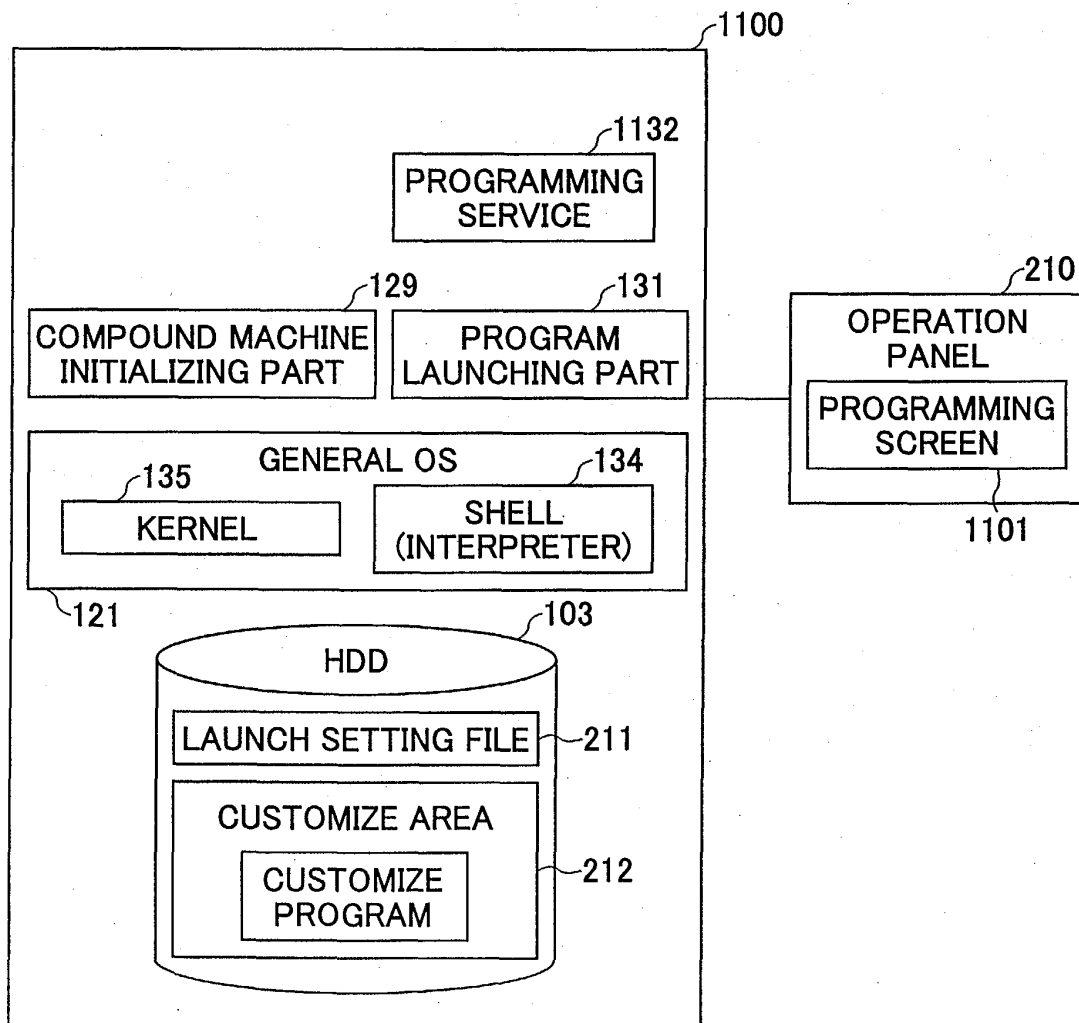 1100
1132
PROGRAMMING
SERVICE
129
COMPOUND MACHINE
INITIALIZING PART
131
PROGRAM
LAUNCHING PART
210
OPERATION
PANEL
PROGRAMMING
SCREEN
1101
GENERAL OS
135
KERNEL
134
SHELL
(INTERPRETER)
121
103
HDD
LAUNCH SETTING FILE
211
CUSTOMIZE AREA
CUSTOMIZE
PROGRAM
212